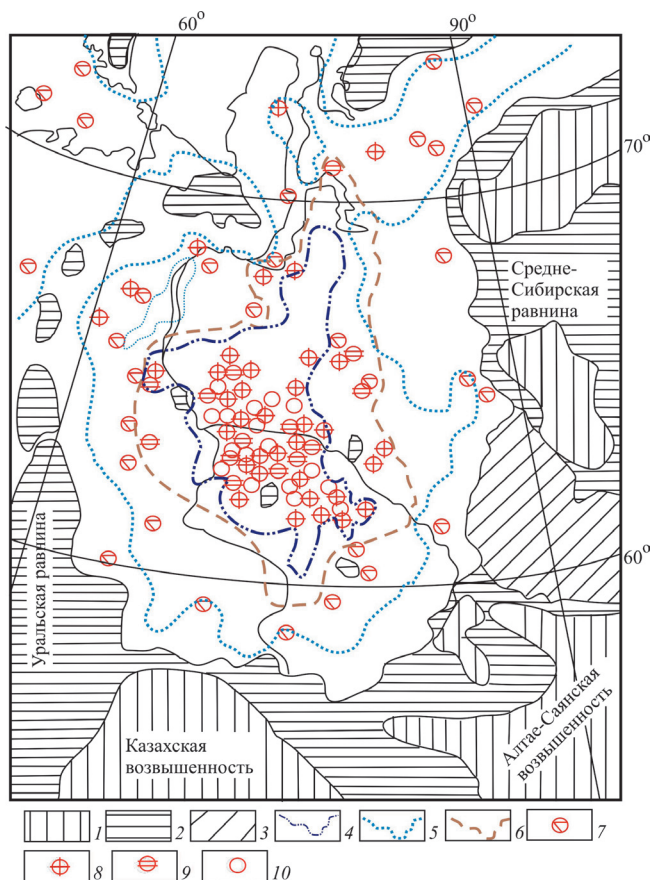 60°
90°
70°
Средне-
Сибирская
равнина
60°
Уральская равнина
Казахская
возвышенность
Алтае-Саянская
возвышенность
1 2 3 4 5 6 7
8 9 10